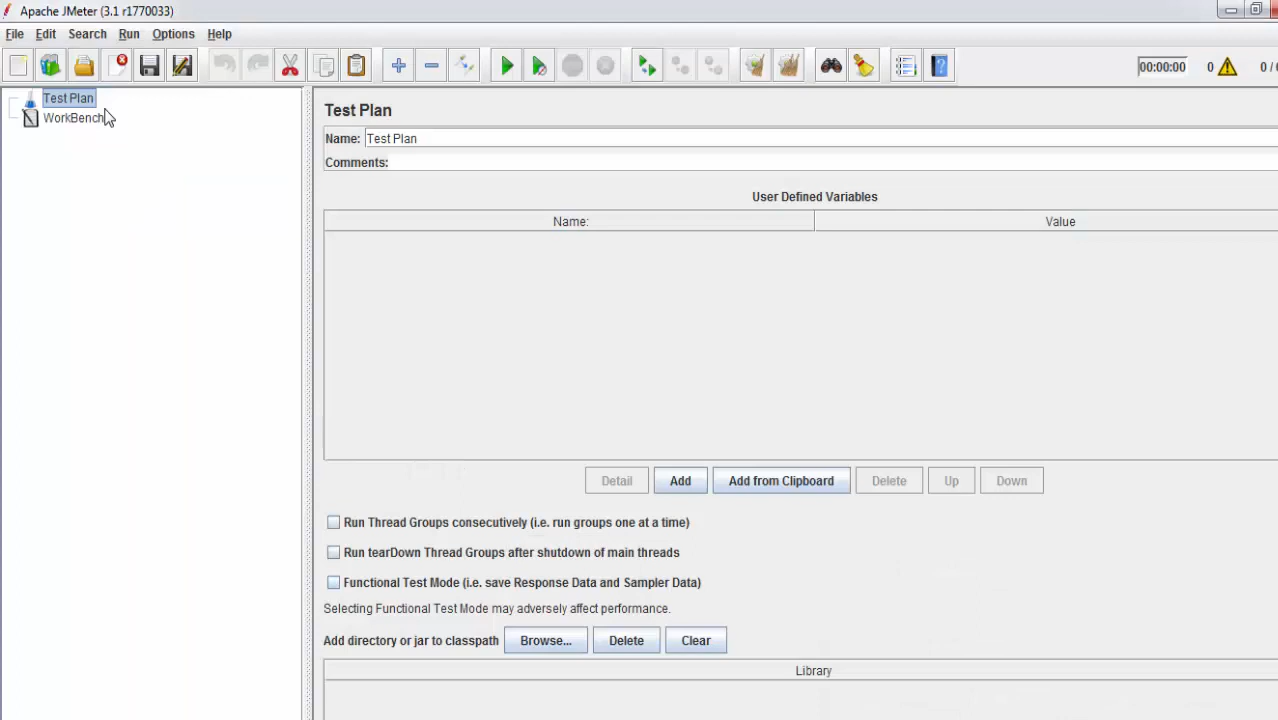 Apache JMeter (3.1 r1770033)
File Edit Search Run Options Help
00:00:00 0 0 /
Test Plan
WorkBench
Test Plan
Name: Test Plan
Comments:
User Defined Variables
Name: Value
Detail Add Add from Clipboard Delete Up Down
Run Thread Groups consecutively (i.e. run groups one at a time)
Run tearDown Thread Groups after shutdown of main threads
Functional Test Mode (i.e. save Response Data and Sampler Data)
Selecting Functional Test Mode may adversely affect performance.
Add directory or jar to classpath Browse... Delete Clear
Library